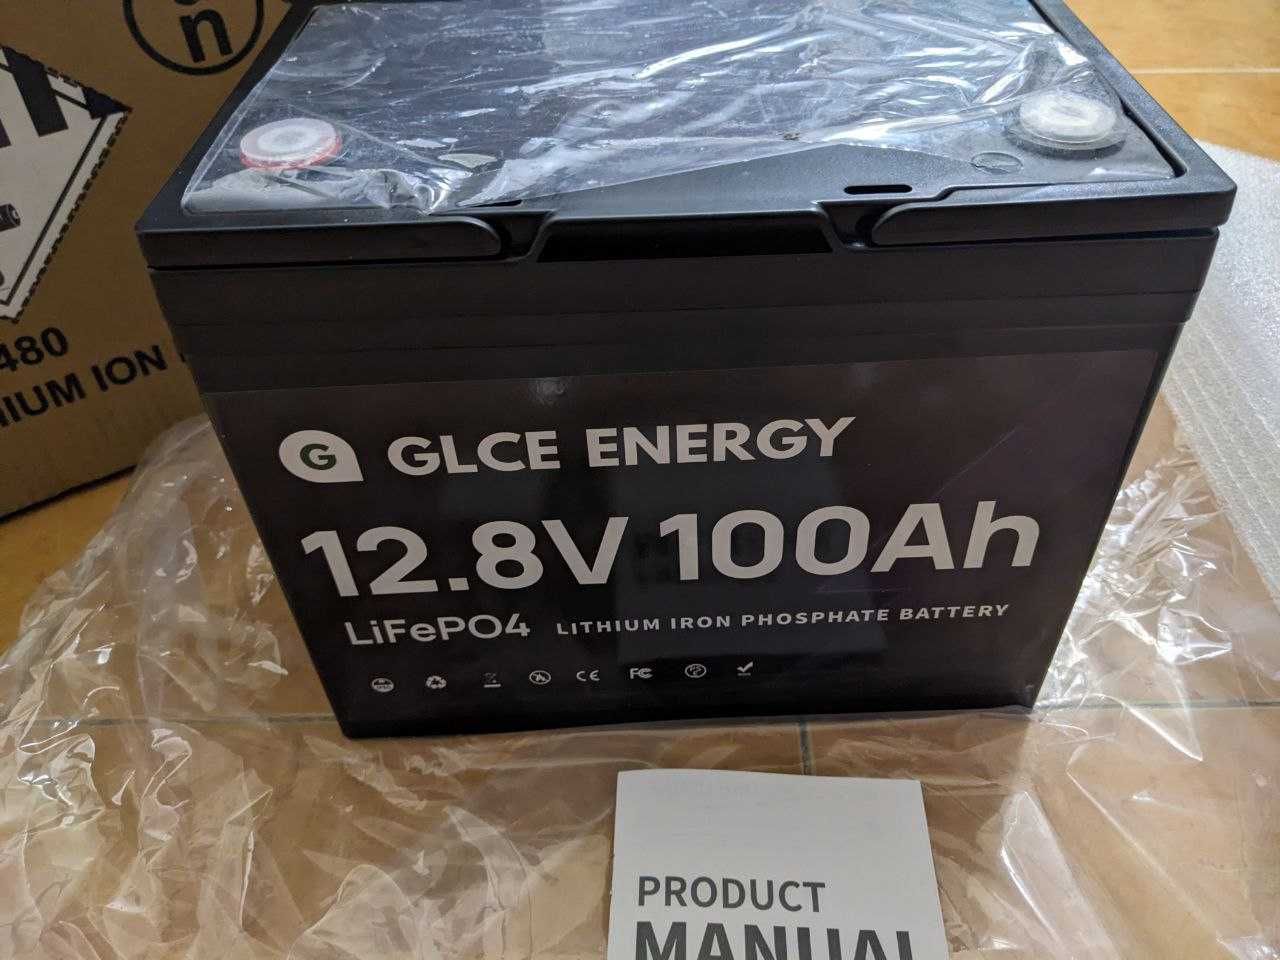 n
480
IUM ION
G GLCE ENERGY
12.8V 100Ah
LiFePO4 LITHIUM IRON PHOSPHATE BATTERY
CE FC
PRODUCT
MANUAL